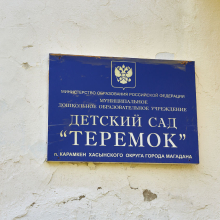 МИНИСТЕРСТВО ОБРАЗОВАНИЯ РОССИЙСКОЙ ФЕДЕРАЦИИ
МУНИЦИПАЛЬНОЕ
ДОШКОЛЬНОЕ ОБРАЗОВАТЕЛЬНОЕ УЧРЕЖДЕНИЕ
ДЕТСКИЙ САД
"ТЕРЕМОК"
п. КАРАМКЕН ХАСЫНСКОГО ОКРУГА ГОРОДА МАГАДАНА